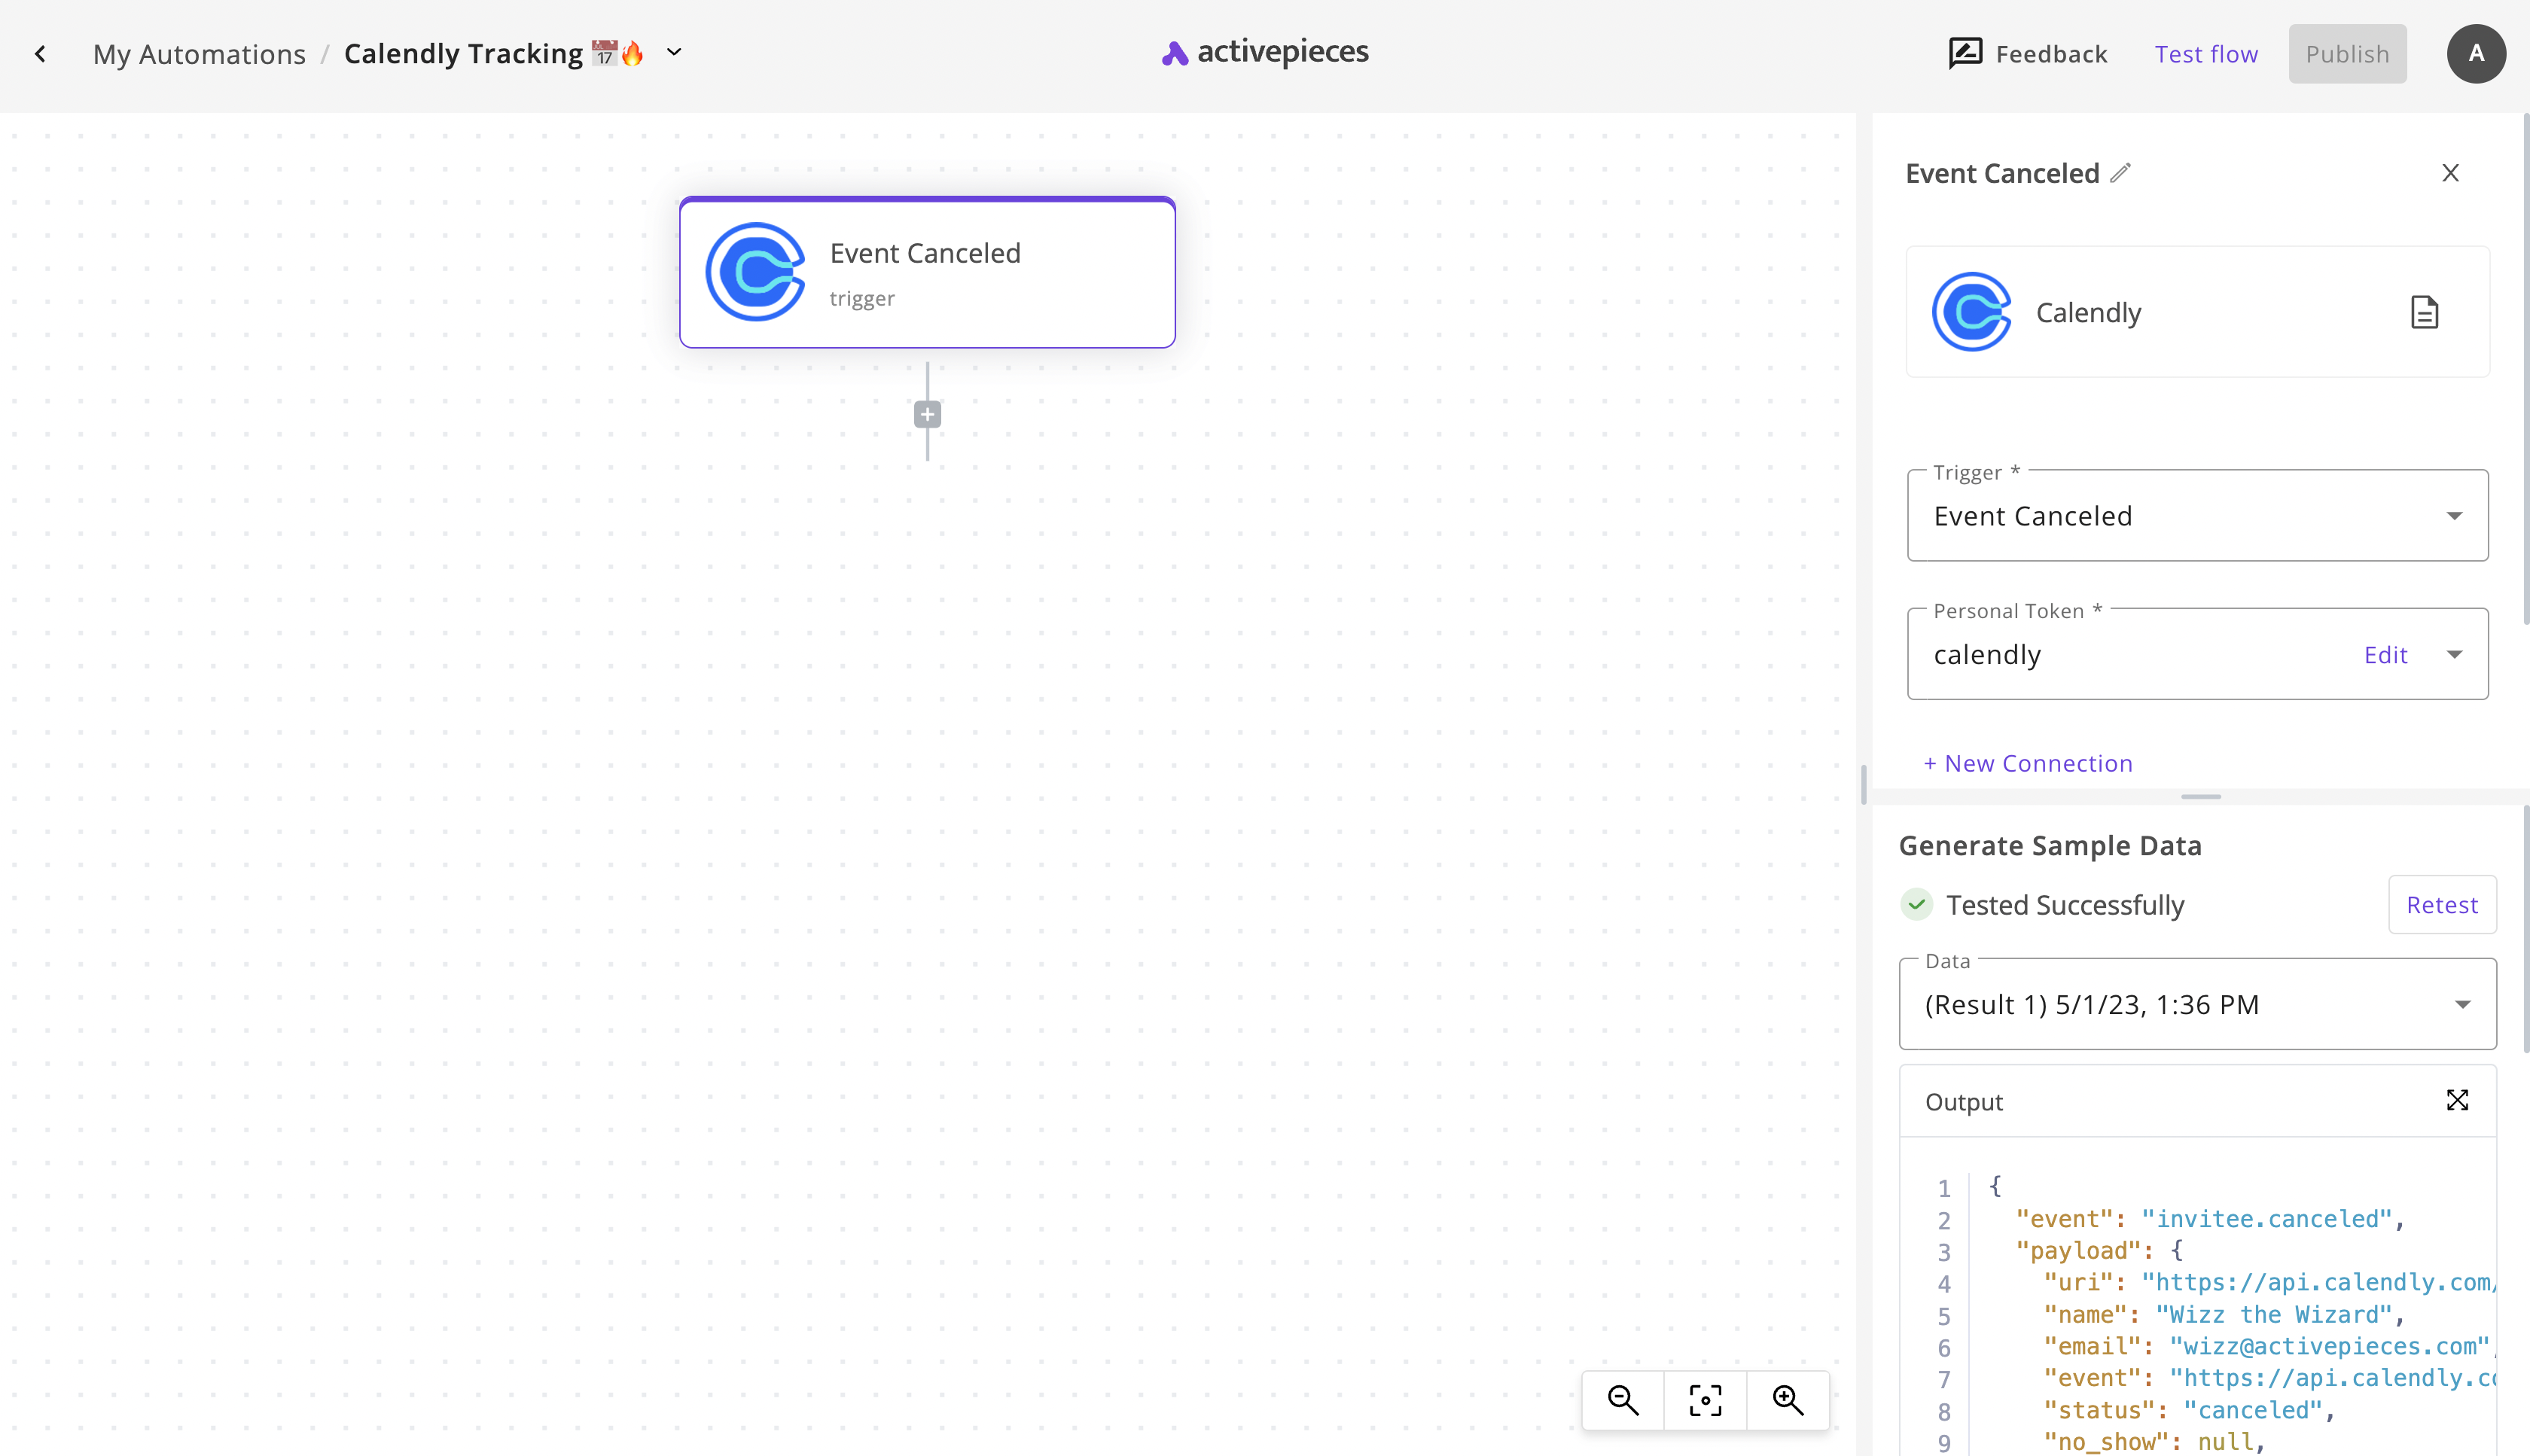 My Automations / Calendly Tracking 📅🔥
activepieces
Feedback
Test flow
Publish
A
Event Canceled
trigger
Event Canceled
Calendly
Trigger *
Event Canceled
Personal Token *
calendly
Edit
+ New Connection
Generate Sample Data
Tested Successfully
Retest
Data
(Result 1) 5/1/23, 1:36 PM
Output
1 {
2 "event": "invitee.canceled",
3 "payload": {
4 "uri": "https://api.calendly.com/
5 "name": "Wizz the Wizard",
6 "email": "wizz@activepieces.com",
7 "event": "https://api.calendly.co
8 "status": "canceled",
9 "no_show": null,